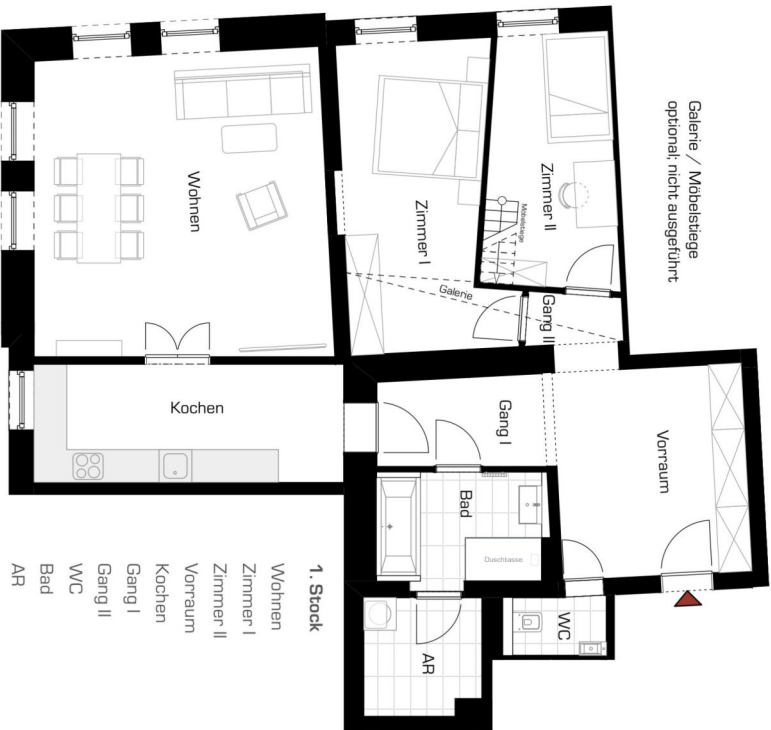 Galerie / Möbelstiege
optional; nicht ausgeführt
Wohnen
Zimmer I
Zimmer II
Möbelstiege
Galerie
Gang II
Kochen
Gang I
Vorraum
Bad
Duschtasse
WC
AR
1. Stock
Wohnen
Zimmer I
Zimmer II
Vorraum
Kochen
Gang I
Gang II
WC
Bad
AR